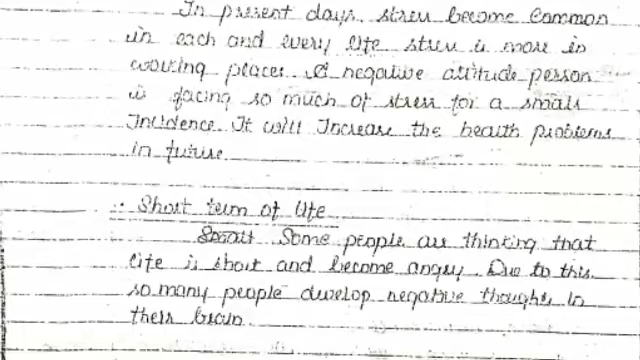 In present days, stress become Common
in each and every life stress is more in
working places. A negative attitude person
is facing so much of stress for a small
Incidence. It will Increase the health problems
in future
:- Short term of life
Small Some people are thinking that
life is short and become angry. Due to this
so many people develop negative thoughts in
their brain.